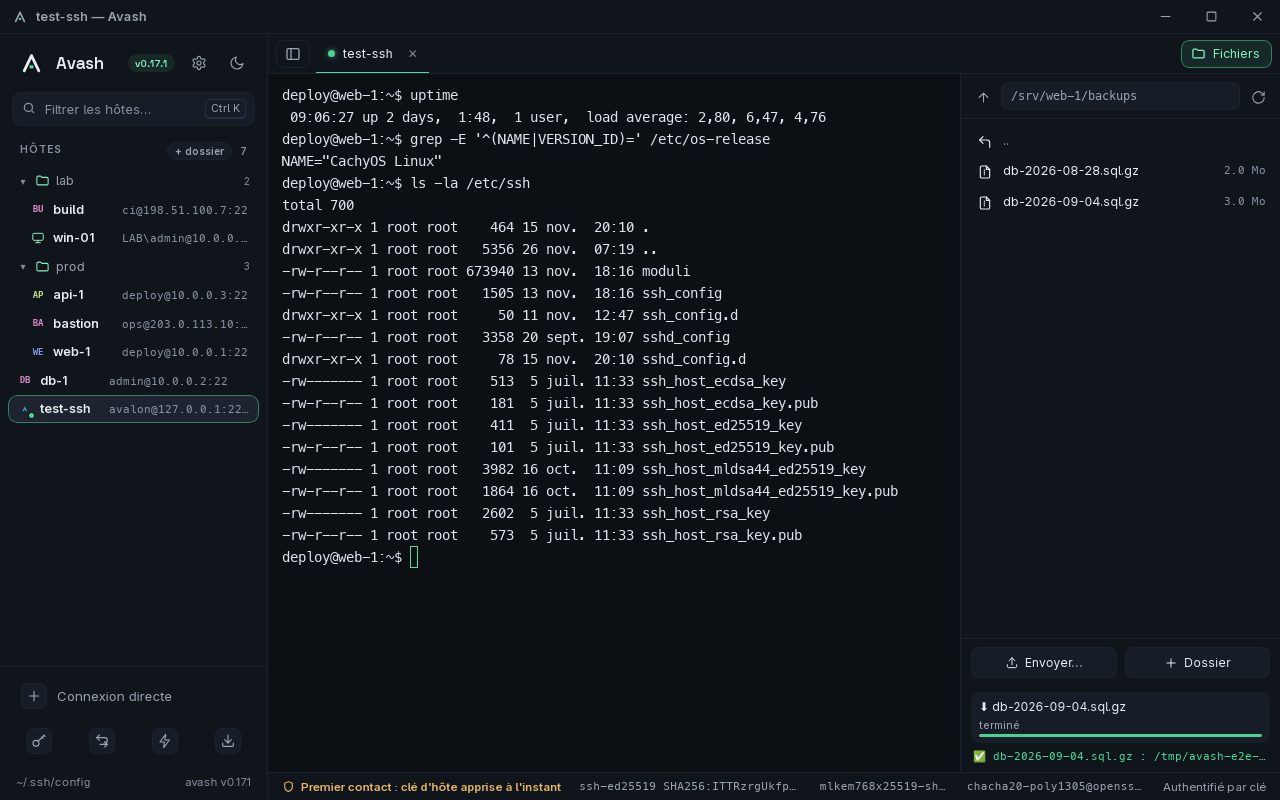 test-ssh — Avash
Avash
v0.17.1
Filtrer les hôtes…
Ctrl K
HÔTES
+ dossier
7
lab
2
BU build ci@198.51.100.7:22
win-01 LAB\admin@10.0.0.…
prod
3
AP api-1 deploy@10.0.0.3:22
BA bastion ops@203.0.113.10:…
WE web-1 deploy@10.0.0.1:22
DB db-1 admin@10.0.0.2:22
test-ssh avalon@127.0.0.1:22…
Connexion directe
~/.ssh/config
avash v0.17.1
test-ssh
Fichiers
deploy@web-1:~$ uptime
09:06:27 up 2 days,  1:48,  1 user,  load average: 2,80, 6,47, 4,76
deploy@web-1:~$ grep -E '^(NAME|VERSION_ID)=' /etc/os-release
NAME="CachyOS Linux"
deploy@web-1:~$ ls -la /etc/ssh
total 700
drwxr-xr-x 1 root root    464 15 nov.  20:10 .
drwxr-xr-x 1 root root   5356 26 nov.  07:19 ..
-rw-r--r-- 1 root root 673940 13 nov.  18:16 moduli
-rw-r--r-- 1 root root   1505 13 nov.  18:16 ssh_config
drwxr-xr-x 1 root root     50 11 nov.  12:47 ssh_config.d
-rw-r--r-- 1 root root   3358 20 sept. 19:07 sshd_config
drwxr-xr-x 1 root root     78 15 nov.  20:10 sshd_config.d
-rw------- 1 root root    513  5 juil. 11:33 ssh_host_ecdsa_key
-rw-r--r-- 1 root root    181  5 juil. 11:33 ssh_host_ecdsa_key.pub
-rw------- 1 root root    411  5 juil. 11:33 ssh_host_ed25519_key
-rw-r--r-- 1 root root    101  5 juil. 11:33 ssh_host_ed25519_key.pub
-rw------- 1 root root   3982 16 oct.  11:09 ssh_host_mldsa44_ed25519_key
-rw-r--r-- 1 root root   1864 16 oct.  11:09 ssh_host_mldsa44_ed25519_key.pub
-rw------- 1 root root   2602  5 juil. 11:33 ssh_host_rsa_key
-rw-r--r-- 1 root root    573  5 juil. 11:33 ssh_host_rsa_key.pub
deploy@web-1:~$
/srv/web-1/backups
..
db-2026-08-28.sql.gz 2.0 Mo
db-2026-09-04.sql.gz 3.0 Mo
Envoyer…
Dossier
⬇ db-2026-09-04.sql.gz
terminé
✅ db-2026-09-04.sql.gz : /tmp/avash-e2e-…
Premier contact : clé d'hôte apprise à l'instant
ssh-ed25519 SHA256:ITTRzrgUkfp…
mlkem768x25519-sh…
chacha20-poly1305@openss…
Authentifié par clé